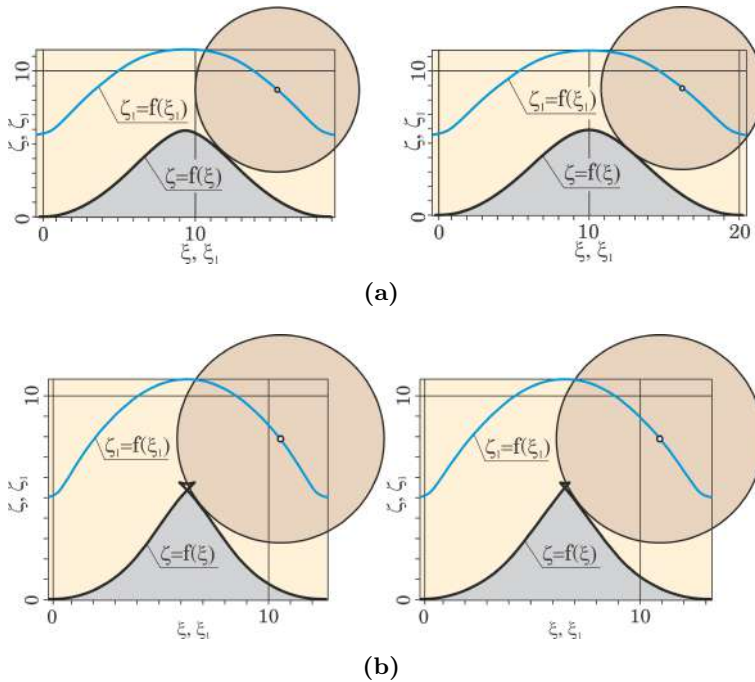 10
ζ, ζ₁
0
ζ₁=f(ξ₁)
ζ=f(ξ)
0
10
ξ, ξ₁
10
ζ, ζ₁
0
ζ₁=f(ξ₁)
ζ=f(ξ)
0
10
20
ξ, ξ₁
(a)
10
ζ, ζ₁
0
ζ₁=f(ξ₁)
ζ=f(ξ)
0
10
ξ, ξ₁
10
ζ, ζ₁
0
ζ₁=f(ξ₁)
ζ=f(ξ)
0
10
ξ, ξ₁
(b)